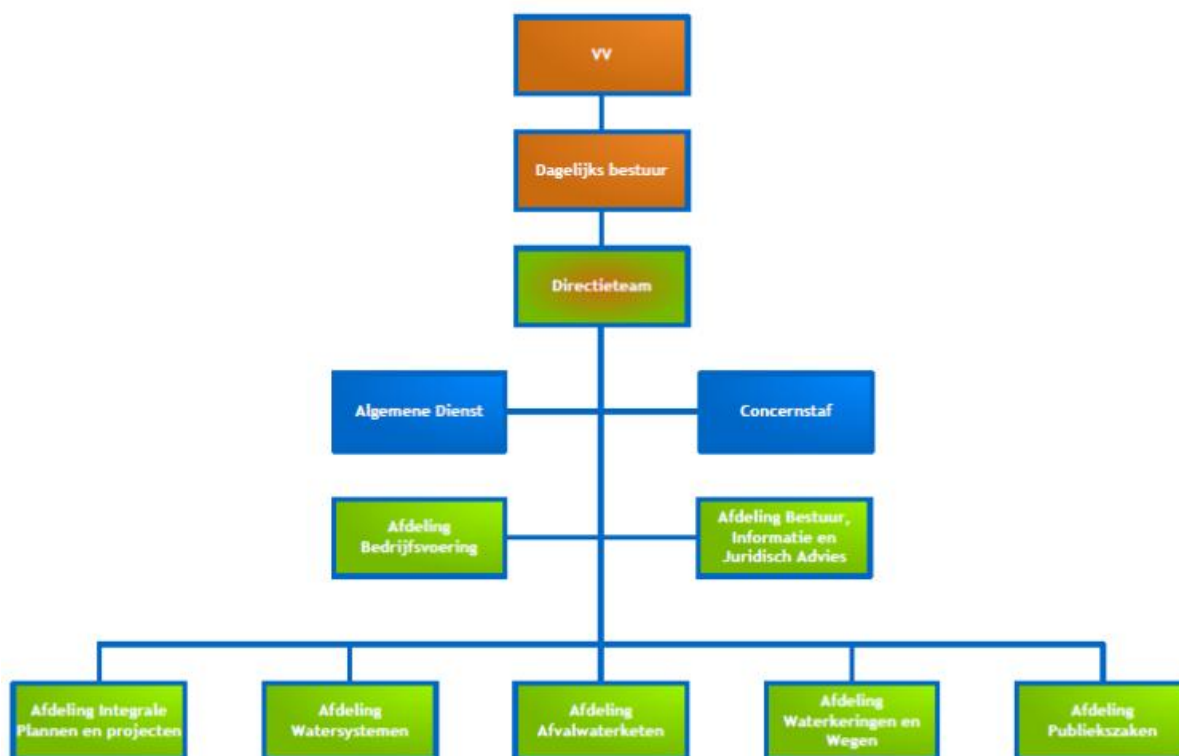 VV
Dagelijks bestuur
Directieteam
Algemene Dienst
Concernstaf
Afdeling
Bedrijfsvoering
Afdeling Bestuur,
Informatie en
Juridisch Advies
Afdeling Integrale
Plannen en projecten
Afdeling
Watersystemen
Afdeling
Afvalwaterketen
Afdeling
Waterkeringen en
Wegen
Afdeling
Publiekszaken